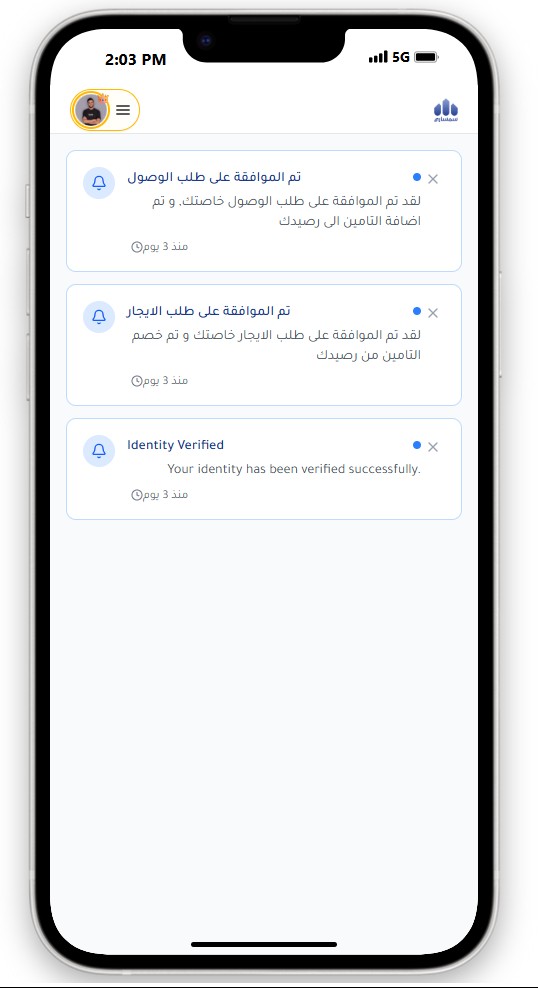 2:03 PM
5G
سمسارى
تم الموافقة على طلب الوصول
لقد تم الموافقة على طلب الوصول خاصتك, و تم
اضافة التامين الى رصيدك
منذ 3 يوم
تم الموافقة على طلب الايجار
لقد تم الموافقة على طلب الايجار خاصتك و تم خصم
التامين من رصيدك
منذ 3 يوم
Identity Verified
Your identity has been verified successfully.
منذ 3 يوم